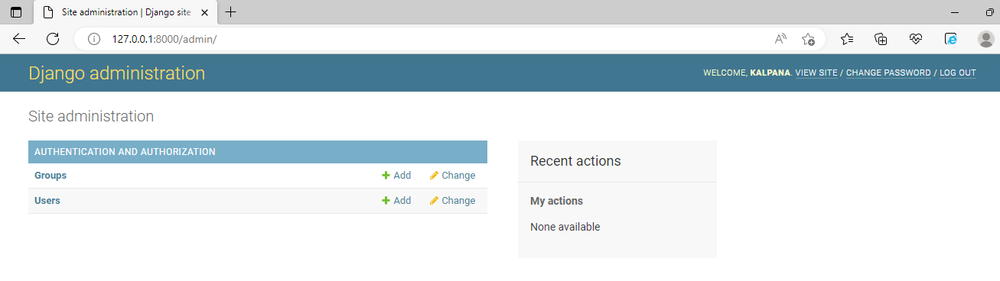 Site administration | Django site
127.0.0.1:8000/admin/
Django administration
WELCOME, KALPANA. VIEW SITE / CHANGE PASSWORD / LOG OUT
Site administration
AUTHENTICATION AND AUTHORIZATION
Groups Add Change
Users Add Change
Recent actions
My actions
None available